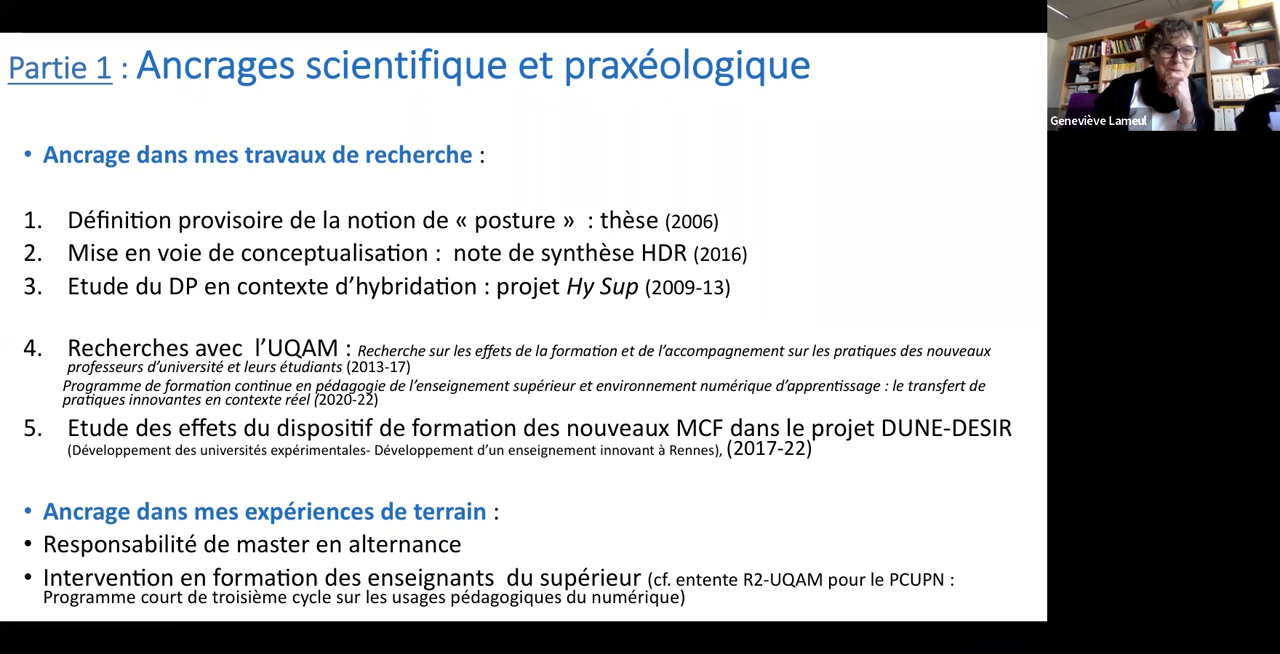 Partie 1 : Ancrages scientifique et praxéologique
• Ancrage dans mes travaux de recherche :
1. Définition provisoire de la notion de « posture »  : thèse (2006)
2. Mise en voie de conceptualisation :  note de synthèse HDR (2016)
3. Etude du DP en contexte d’hybridation : projet Hy Sup (2009-13)
4. Recherches avec  l’UQAM : Recherche sur les effets de la formation et de l’accompagnement sur les pratiques des nouveaux
professeurs d’université et leurs étudiants (2013-17)
Programme de formation continue en pédagogie de l’enseignement supérieur et environnement numérique d’apprentissage : le transfert de
pratiques innovantes en contexte réel (2020-22)
5. Etude des effets du dispositif de formation des nouveaux MCF dans le projet DUNE-DESIR
(Développement des universités expérimentales- Développement d’un enseignement innovant à Rennes), (2017-22)
• Ancrage dans mes expériences de terrain :
• Responsabilité de master en alternance
• Intervention en formation des enseignants  du supérieur (cf. entente R2-UQAM pour le PCUPN :
Programme court de troisième cycle sur les usages pédagogiques du numérique)
Geneviève Lameul